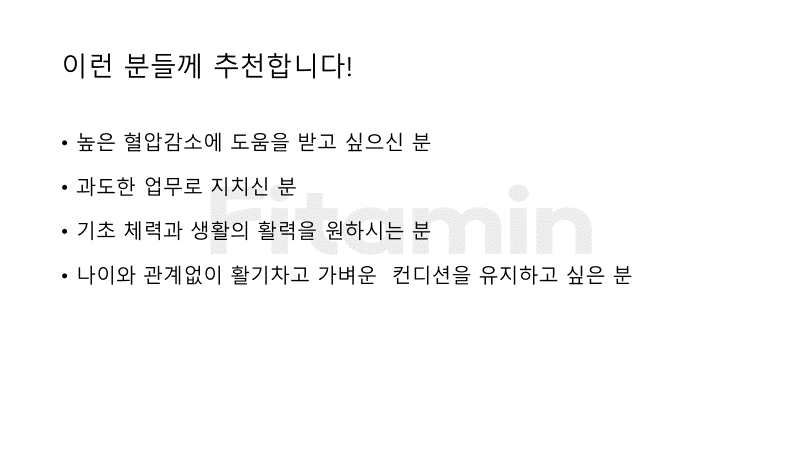 이런 분들께 추천합니다!
• 높은 혈압감소에 도움을 받고 싶으신 분
• 과도한 업무로 지치신 분
Fitamin
• 기초 체력과 생활의 활력을 원하시는 분
• 나이와 관계없이 활기차고 가벼운  컨디션을 유지하고 싶은 분